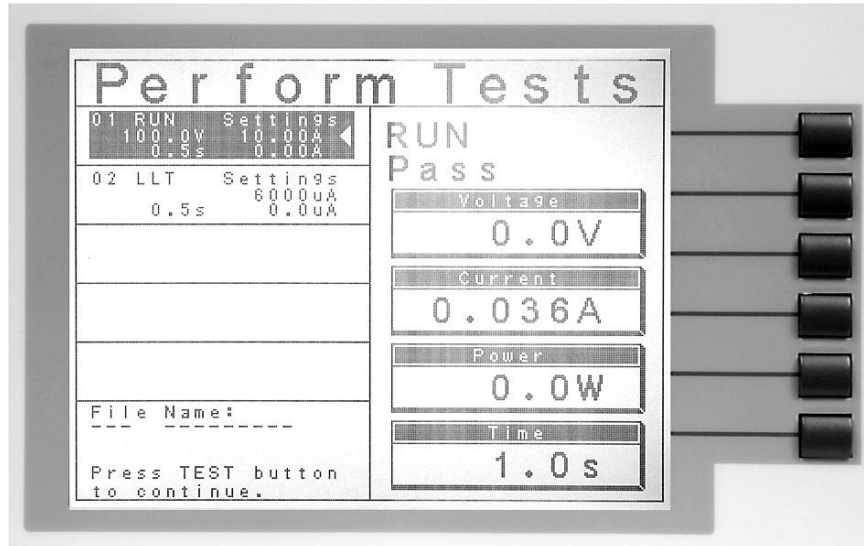 Perform Tests
01 RUN Settings
100.0V 10.00A
0.5s 0.00A
02 LLT Settings
6000uA
0.5s 0.0uA
File Name:
--- ---------
Press TEST button
to continue.
RUN
Pass
Voltage
0.0V
Current
0.036A
Power
0.0W
Time
1.0s